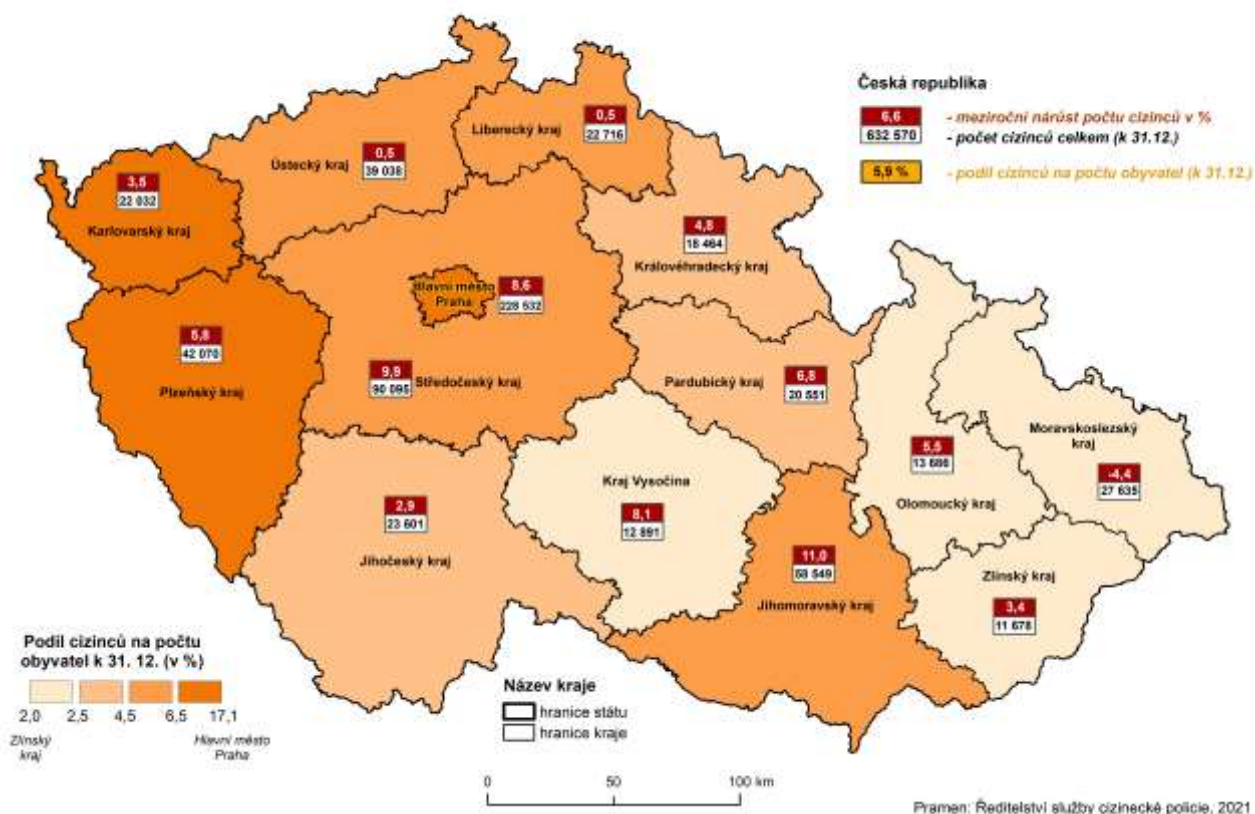 Česká republika
6,6
- meziroční nárůst počtu cizinců v %
632 570
- počet cizinců celkem (k 31.12.)
5,9 %
- podíl cizinců na počtu obyvatel (k 31.12.)
0,5
22 716
Liberecký kraj
0,5
39 038
Ústecký kraj
3,5
22 032
Karlovarský kraj
4,8
18 464
Královéhradecký kraj
Hlavní město
Praha
8,6
228 532
5,8
42 070
Plzeňský kraj
9,9
90 095
Středočeský kraj
Pardubický kraj
6,8
20 551
Moravskoslezský
kraj
-4,4
27 635
5,5
13 686
Olomoucký kraj
Kraj Vysočina
8,1
12 891
2,9
23 601
Jihočeský kraj
11,0
58 549
Jihomoravský kraj
Zlínský kraj
3,4
11 678
Podíl cizinců na počtu
obyvatel k 31. 12. (v %)
2,0 2,5 4,5 6,5 17,1
Zlínský
kraj
Hlavní město
Praha
Název kraje
hranice státu
hranice kraje
0 50 100 km
Pramen: Ředitelství služby cizinecké policie, 2021